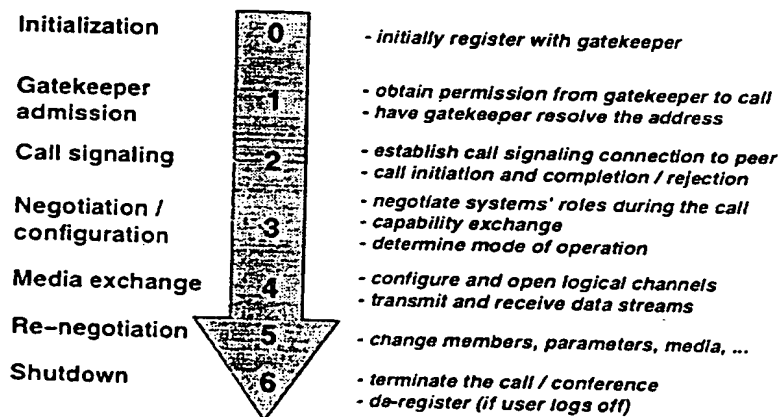 Initialization
0
- initially register with gatekeeper
Gatekeeper
admission
1
- obtain permission from gatekeeper to call
- have gatekeeper resolve the address
Call signaling
2
- establish call signaling connection to peer
- call initiation and completion / rejection
Negotiation /
configuration
3
- negotiate systems' roles during the call
- capability exchange
- determine mode of operation
Media exchange
4
- configure and open logical channels
- transmit and receive data streams
Re-negotiation
5
- change members, parameters, media, ...
Shutdown
6
- terminate the call / conference
- de-register (if user logs off)